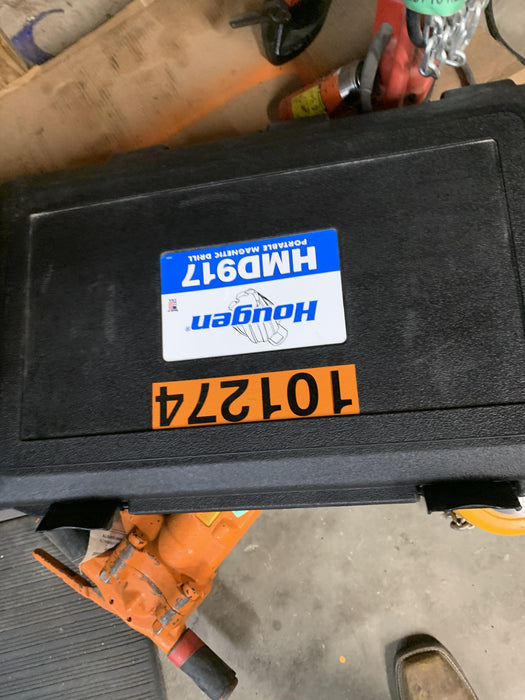 101274
Hougen®
HMD917
PORTABLE MAGNETIC DRILL